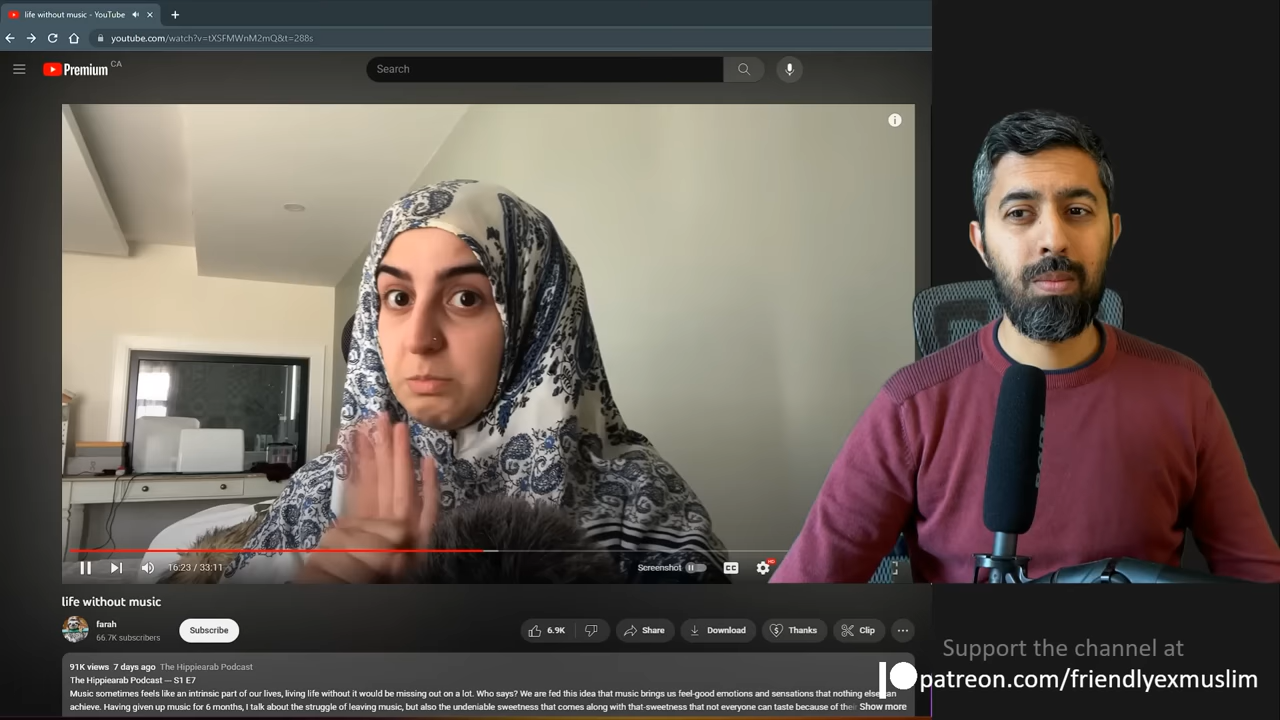 life without music - YouTube
youtube.com/watch?v=tXSFMWnM2mQ&t=288s
Premium CA
Search
16:23 / 33:11
Screenshot
CC
life without music
farah
66.7K subscribers
Subscribe
6.9K
Share
Download
Thanks
Clip
91K views 7 days ago The Hippiearab Podcast
The Hippiearab Podcast — S1 E7
Music sometimes feels like an intrinsic part of our lives, living life without it would be missing out on a lot. Who says? We are fed this idea that music brings us feel-good emotions and sensations that nothing else can
achieve. Having given up music for 6 months, I talk about the struggle of leaving music, but also the undeniable sweetness that comes along with that-sweetness that not everyone can taste because of their Show more
Support the channel at
patreon.com/friendlyexmuslim